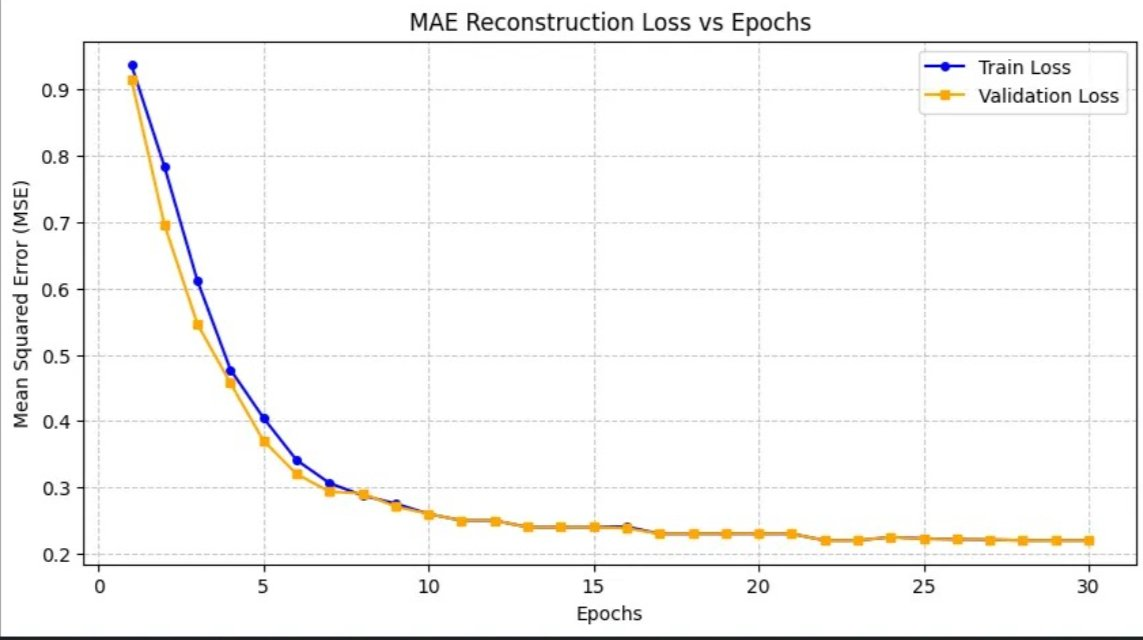 MAE Reconstruction Loss vs Epochs
Train Loss
Validation Loss
Mean Squared Error (MSE)
0.9
0.8
0.7
0.6
0.5
0.4
0.3
0.2
0 5 10 15 20 25 30
Epochs